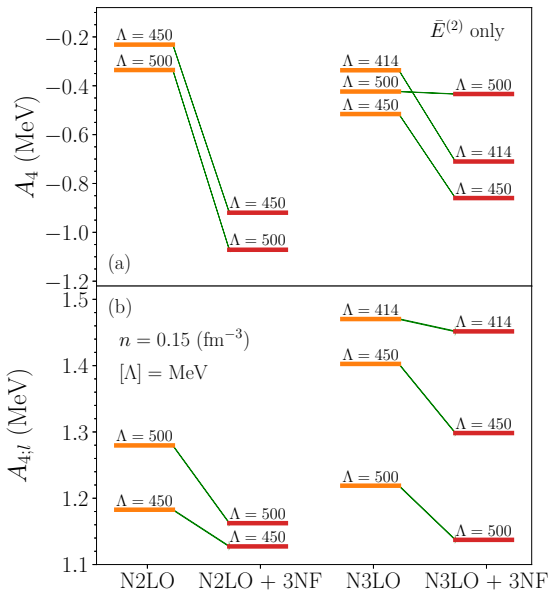 Ē^(2) only
A_4 (MeV)
−0.2
−0.4
−0.6
−0.8
−1.0
−1.2
Λ = 450
Λ = 500
Λ = 450
Λ = 500
Λ = 414
Λ = 500
Λ = 450
Λ = 500
Λ = 414
Λ = 450
(a)
(b)
n = 0.15 (fm^−3)
[Λ] = MeV
A_4;l (MeV)
1.5
1.4
1.3
1.2
1.1
Λ = 500
Λ = 450
Λ = 500
Λ = 450
Λ = 414
Λ = 450
Λ = 500
Λ = 414
Λ = 450
Λ = 500
N2LO N2LO + 3NF N3LO N3LO + 3NF